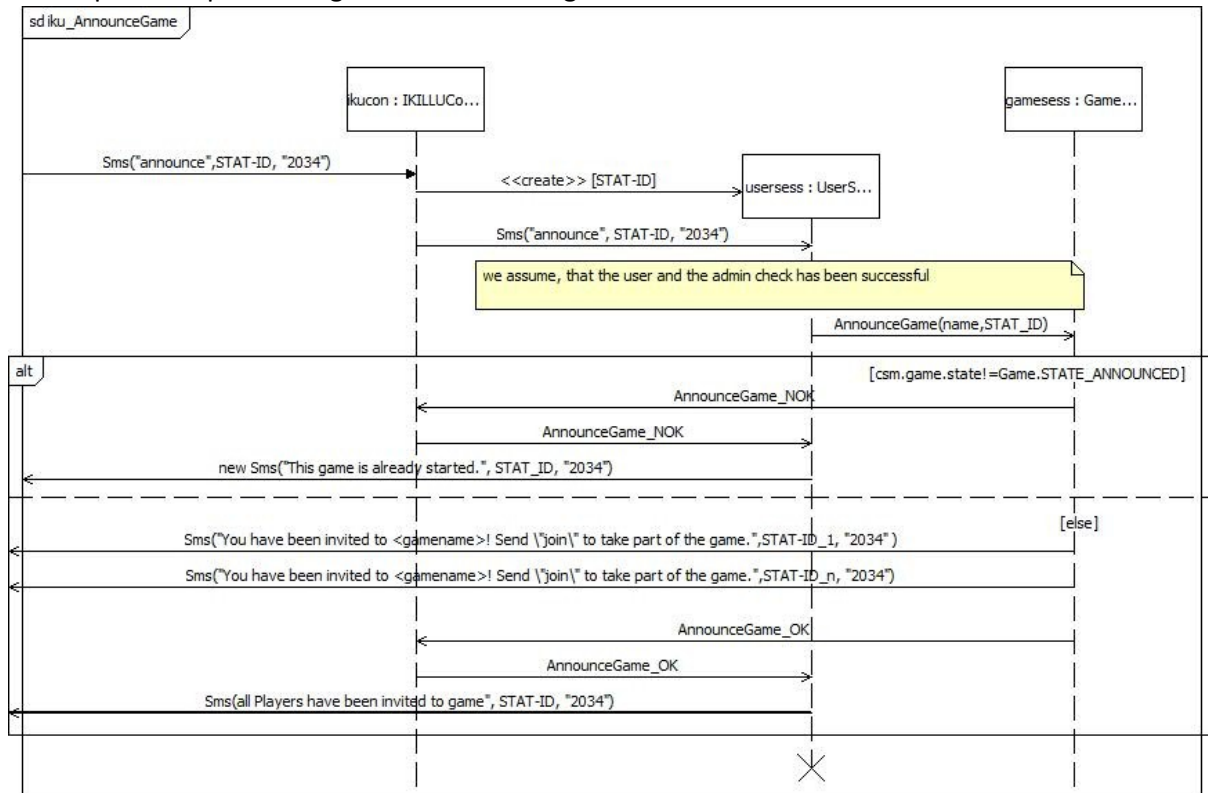 sd iku_AnnounceGame
ikucon : IKILLUCo...
gamesess : Game...
Sms("announce",STAT-ID, "2034")
<<create>> [STAT-ID]
usersess : UserS...
Sms("announce", STAT-ID, "2034")
we assume, that the user and the admin check has been successful
AnnounceGame(name,STAT_ID)
alt
[csm.game.state!=Game.STATE_ANNOUNCED]
AnnounceGame_NOK
AnnounceGame_NOK
new Sms("This game is already started.", STAT_ID, "2034")
[else]
Sms("You have been invited to <gamename>! Send \"join\" to take part of the game.",STAT-ID_1, "2034" )
Sms("You have been invited to <gamename>! Send \"join\" to take part of the game.",STAT-ID_n, "2034")
AnnounceGame_OK
AnnounceGame_OK
Sms(all Players have been invited to game", STAT-ID, "2034")